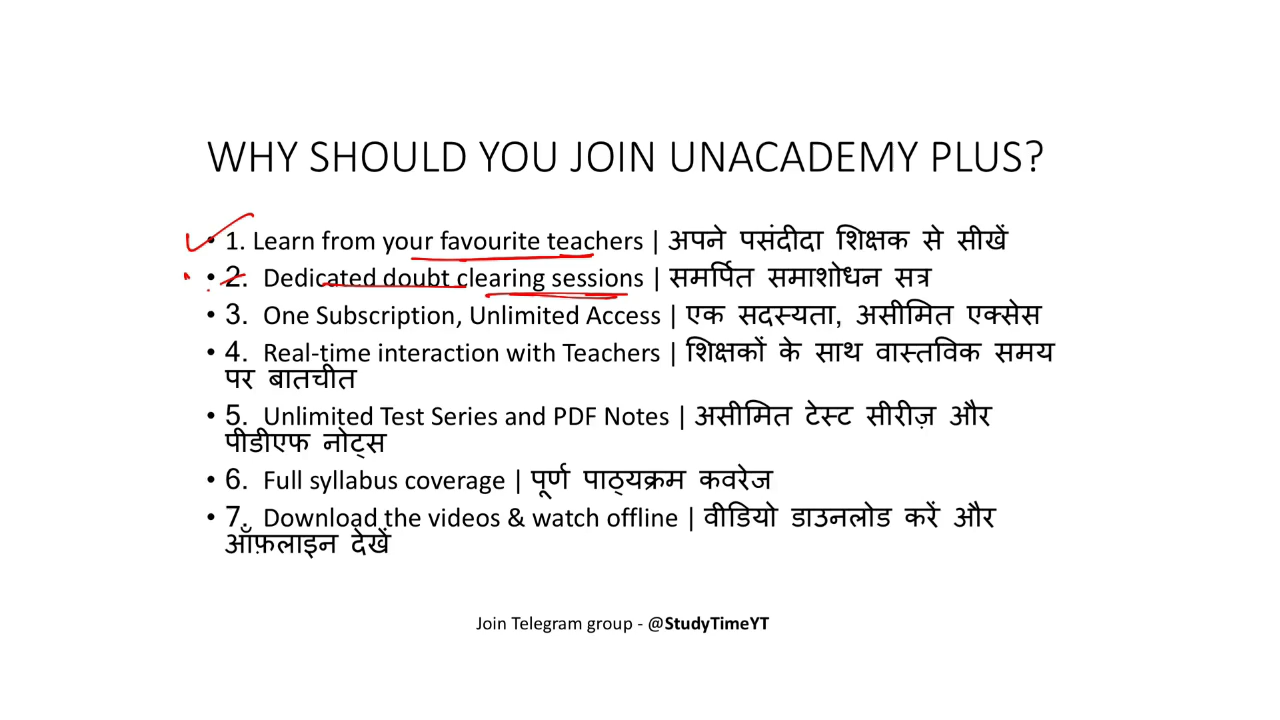 WHY SHOULD YOU JOIN UNACADEMY PLUS?
• 1. Learn from your favourite teachers | अपने पसंदीदा शिक्षक से सीखें
• 2. Dedicated doubt clearing sessions | समर्पित समाशोधन सत्र
• 3. One Subscription, Unlimited Access | एक सदस्यता, असीमित एक्सेस
• 4. Real-time interaction with Teachers | शिक्षकों के साथ वास्तविक समय
पर बातचीत
• 5. Unlimited Test Series and PDF Notes | असीमित टेस्ट सीरीज़ और
पीडीएफ नोट्स
• 6. Full syllabus coverage | पूर्ण पाठ्यक्रम कवरेज
• 7. Download the videos & watch offline | वीडियो डाउनलोड करें और
ऑफ़लाइन देखें
Join Telegram group - @StudyTimeYT